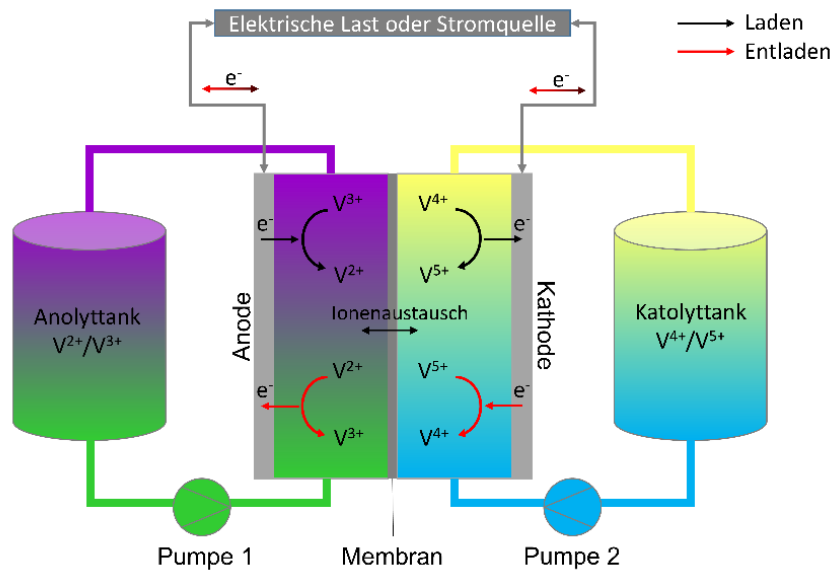 Elektrische Last oder Stromquelle
Laden
Entladen
e⁻
e⁻
V³⁺
V⁴⁺
e⁻
e⁻
V²⁺
V⁵⁺
Anode
Kathode
Anolyttank
V²⁺/V³⁺
Ionenaustausch
Katolyttank
V⁴⁺/V⁵⁺
V²⁺
V⁵⁺
e⁻
e⁻
V³⁺
V⁴⁺
Pumpe 1
Membran
Pumpe 2